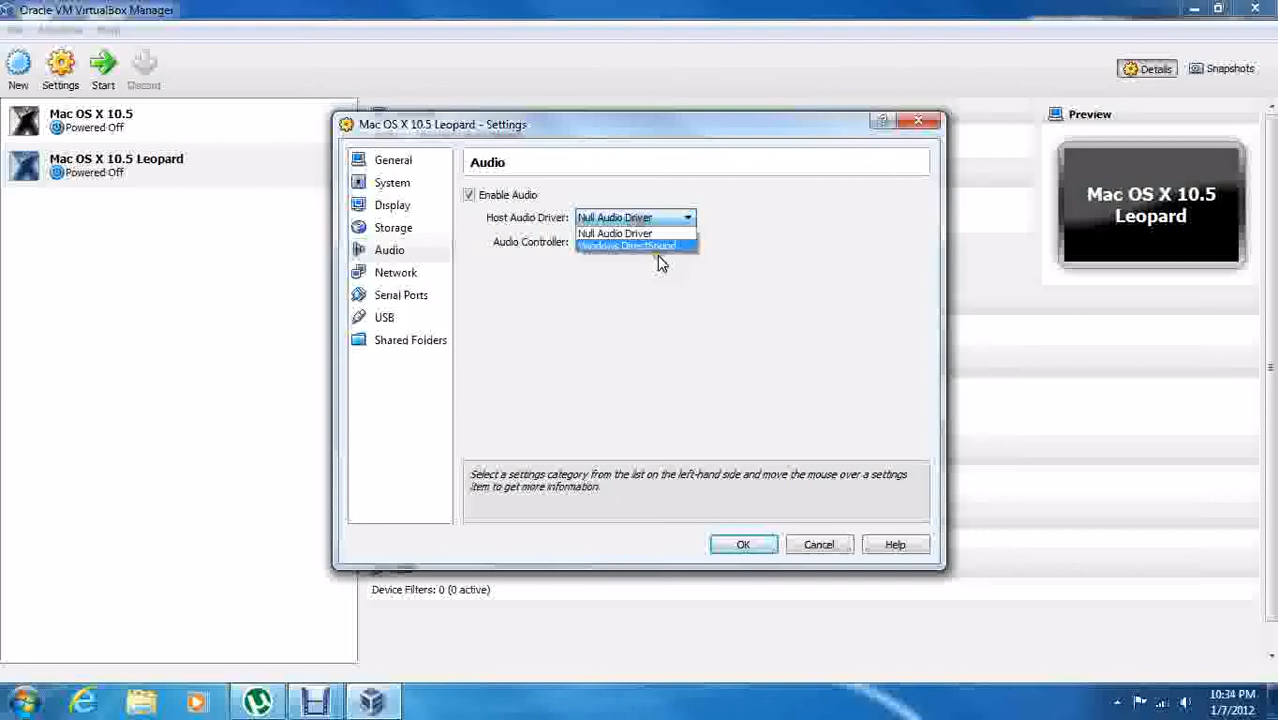 Oracle VM VirtualBox Manager
New
Settings
Start
Discard
Details
Snapshots
Mac OS X 10.5
Powered Off
Mac OS X 10.5 Leopard
Powered Off
Preview
Mac OS X 10.5
Leopard
Mac OS X 10.5 Leopard - Settings
General
System
Display
Storage
Audio
Network
Serial Ports
USB
Shared Folders
Audio
Enable Audio
Host Audio Driver: Null Audio Driver
Null Audio Driver
Audio Controller: Windows DirectSound
Select a settings category from the list on the left-hand side and move the mouse over a settings
item to get more information.
OK
Cancel
Help
Device Filters: 0 (0 active)
10:34 PM
1/7/2012